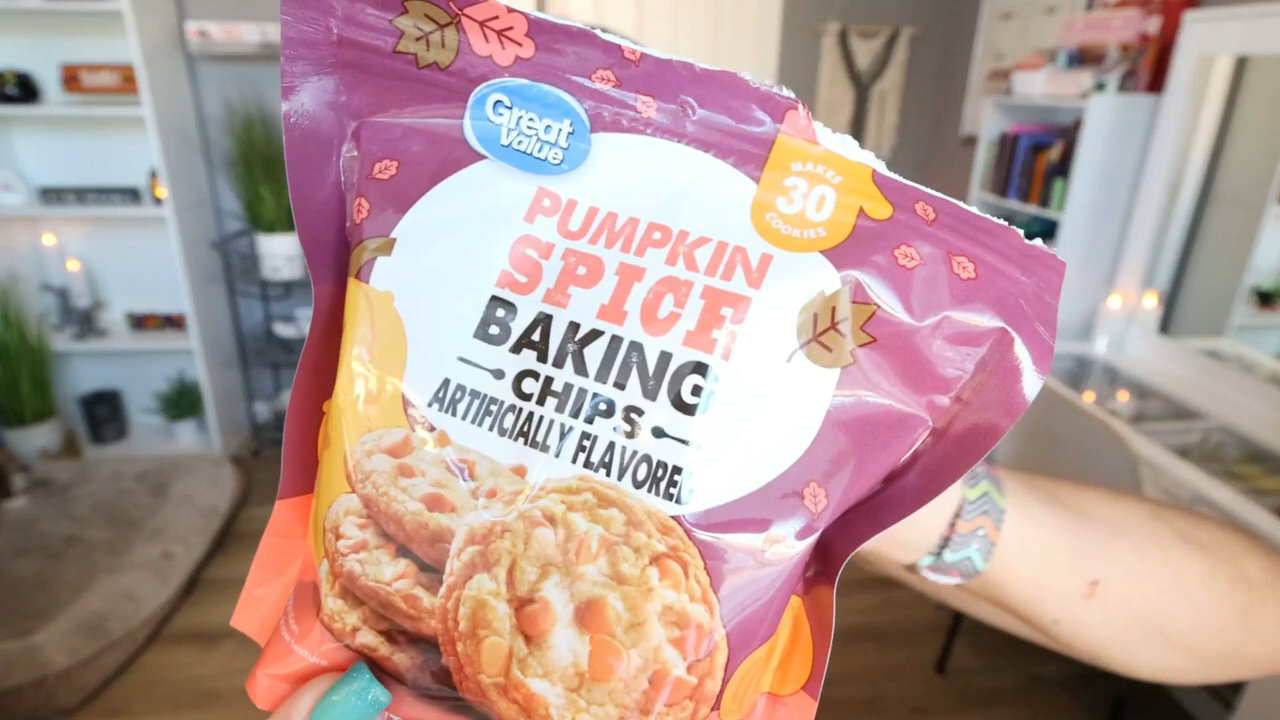 Great
Value
MAKES
30
COOKIES
PUMPKIN
SPICE
BAKING
CHIPS
ARTIFICIALLY FLAVORED